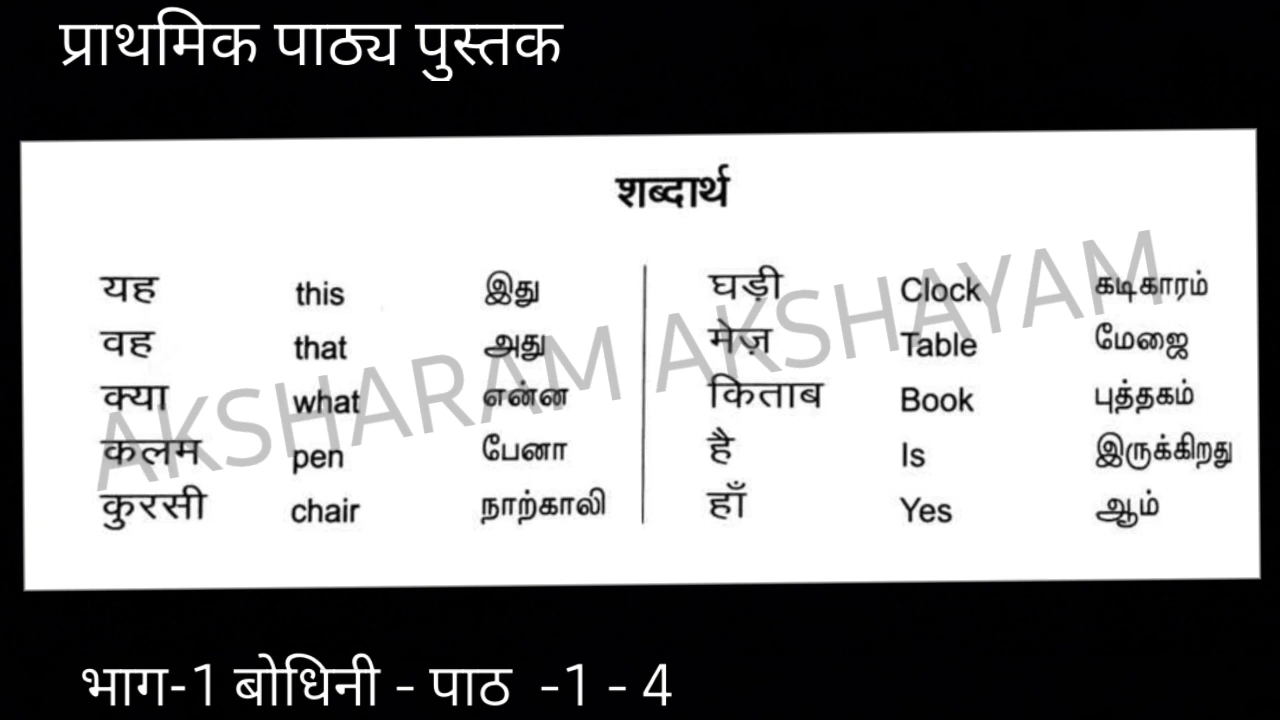 प्राथमिक पाठ्य पुस्तक
शब्दार्थ
यह this இது
वह that அது
क्या what என்ன
कलम pen பேனா
कुरसी chair நாற்காலி
घड़ी Clock கடிகாரம்
मेज़ Table மேஜை
किताब Book புத்தகம்
है Is இருக்கிறது
हाँ Yes ஆம்
AKSHARAM AKSHAYAM
भाग-1 बोधिनी - पाठ -1 - 4